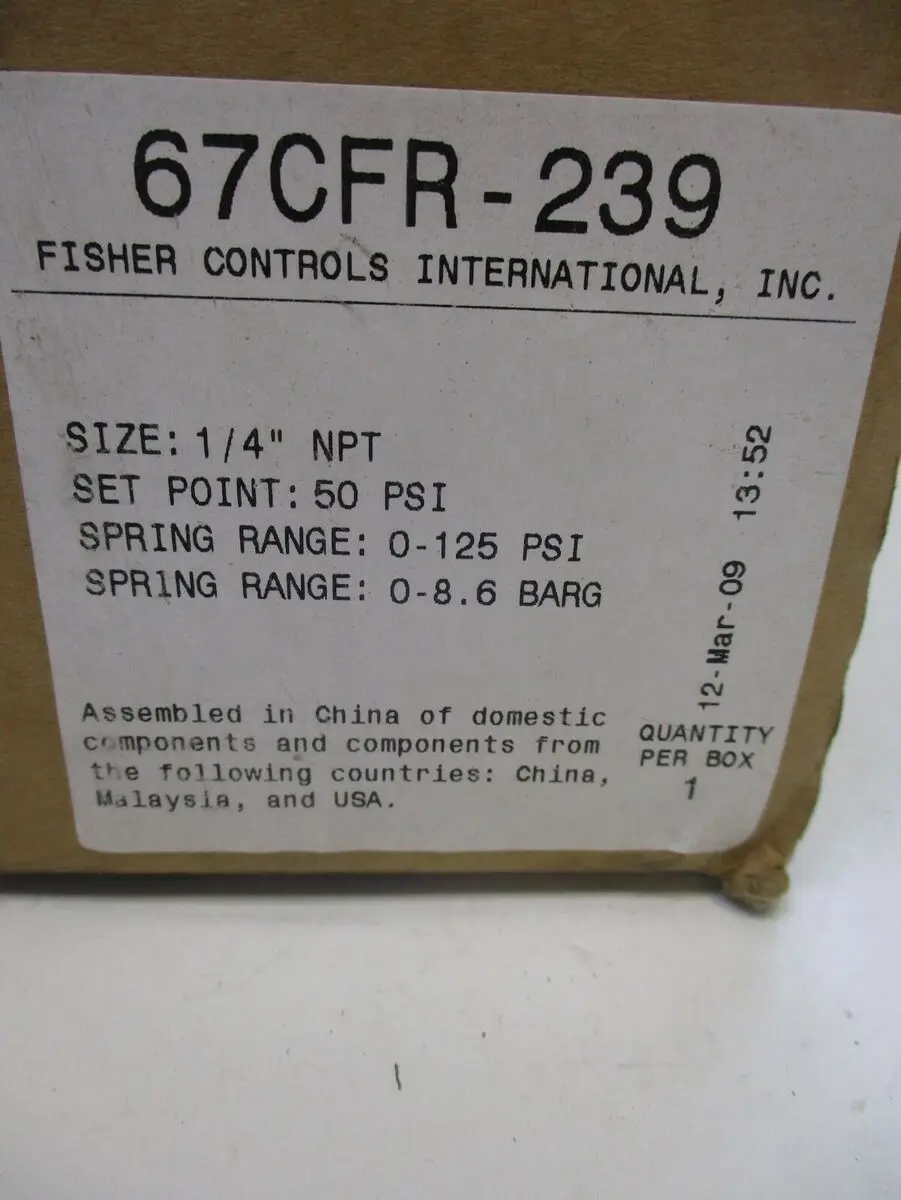 67CFR-239
FISHER CONTROLS INTERNATIONAL, INC.
SIZE: 1/4" NPT
SET POINT: 50 PSI
SPRING RANGE: 0-125 PSI
SPRING RANGE: 0-8.6 BARG
12-Mar-09 13:52
Assembled in China of domestic
components and components from
the following countries: China,
Malaysia, and USA.
QUANTITY
PER BOX
1